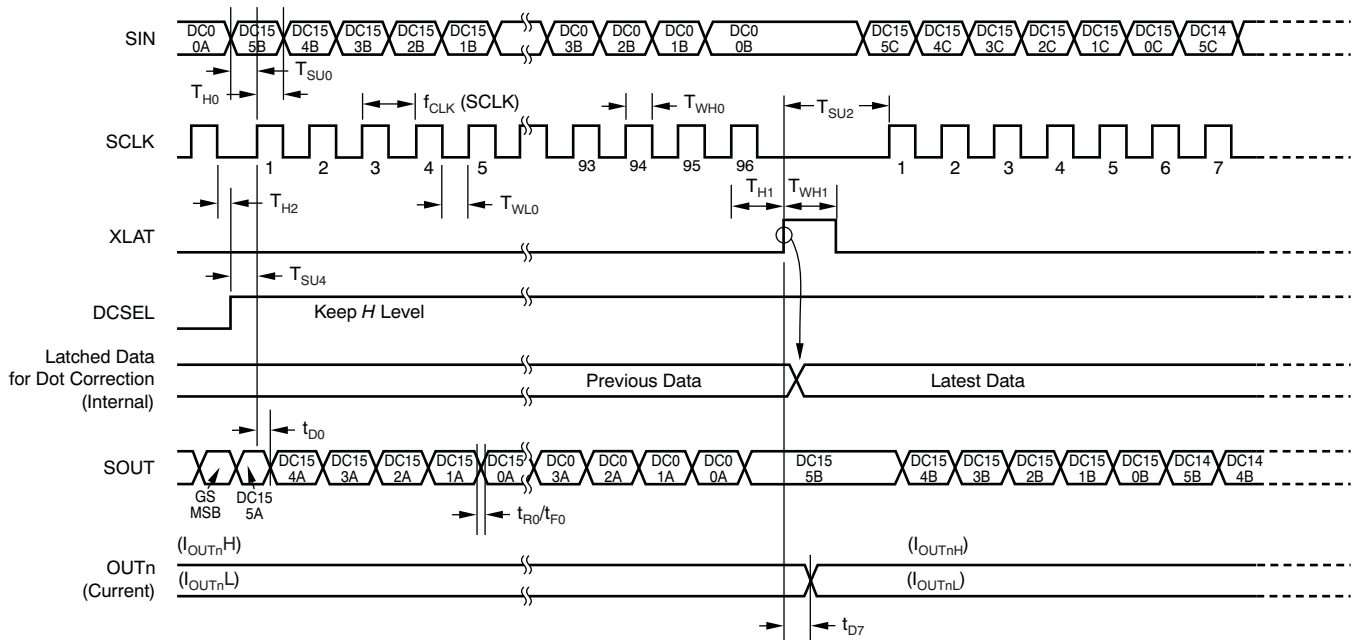 SIN
DC0 DC15 DC15 DC15 DC15 DC15 DC0 DC0 DC0 DC0 DC15 DC15 DC15 DC15 DC15 DC15 DC14
0A 5B 4B 3B 2B 1B 3B 2B 1B 0B 5C 4C 3C 2C 1C 0C 5C
TSU0
TH0
fCLK (SCLK)
TWH0
TSU2
SCLK
1 2 3 4 5 93 94 95 96 1 2 3 4 5 6 7
TH2
TWL0
TH1
TWH1
XLAT
TSU4
DCSEL
Keep H Level
Latched Data
for Dot Correction
(Internal)
Previous Data
Latest Data
tD0
SOUT
DC15 DC15 DC15 DC15 DC15 DC0 DC0 DC0 DC0 DC15 DC15 DC15 DC15 DC15 DC15 DC14 DC14
4A 3A 2A 1A 0A 3A 2A 1A 0A 5B 4B 3B 2B 1B 0B 5B 4B
GS
MSB
DC15
5A
tR0/tF0
OUTn
(Current)
(IOUTnH)
(IOUTnH)
(IOUTnL)
(IOUTnL)
tD7